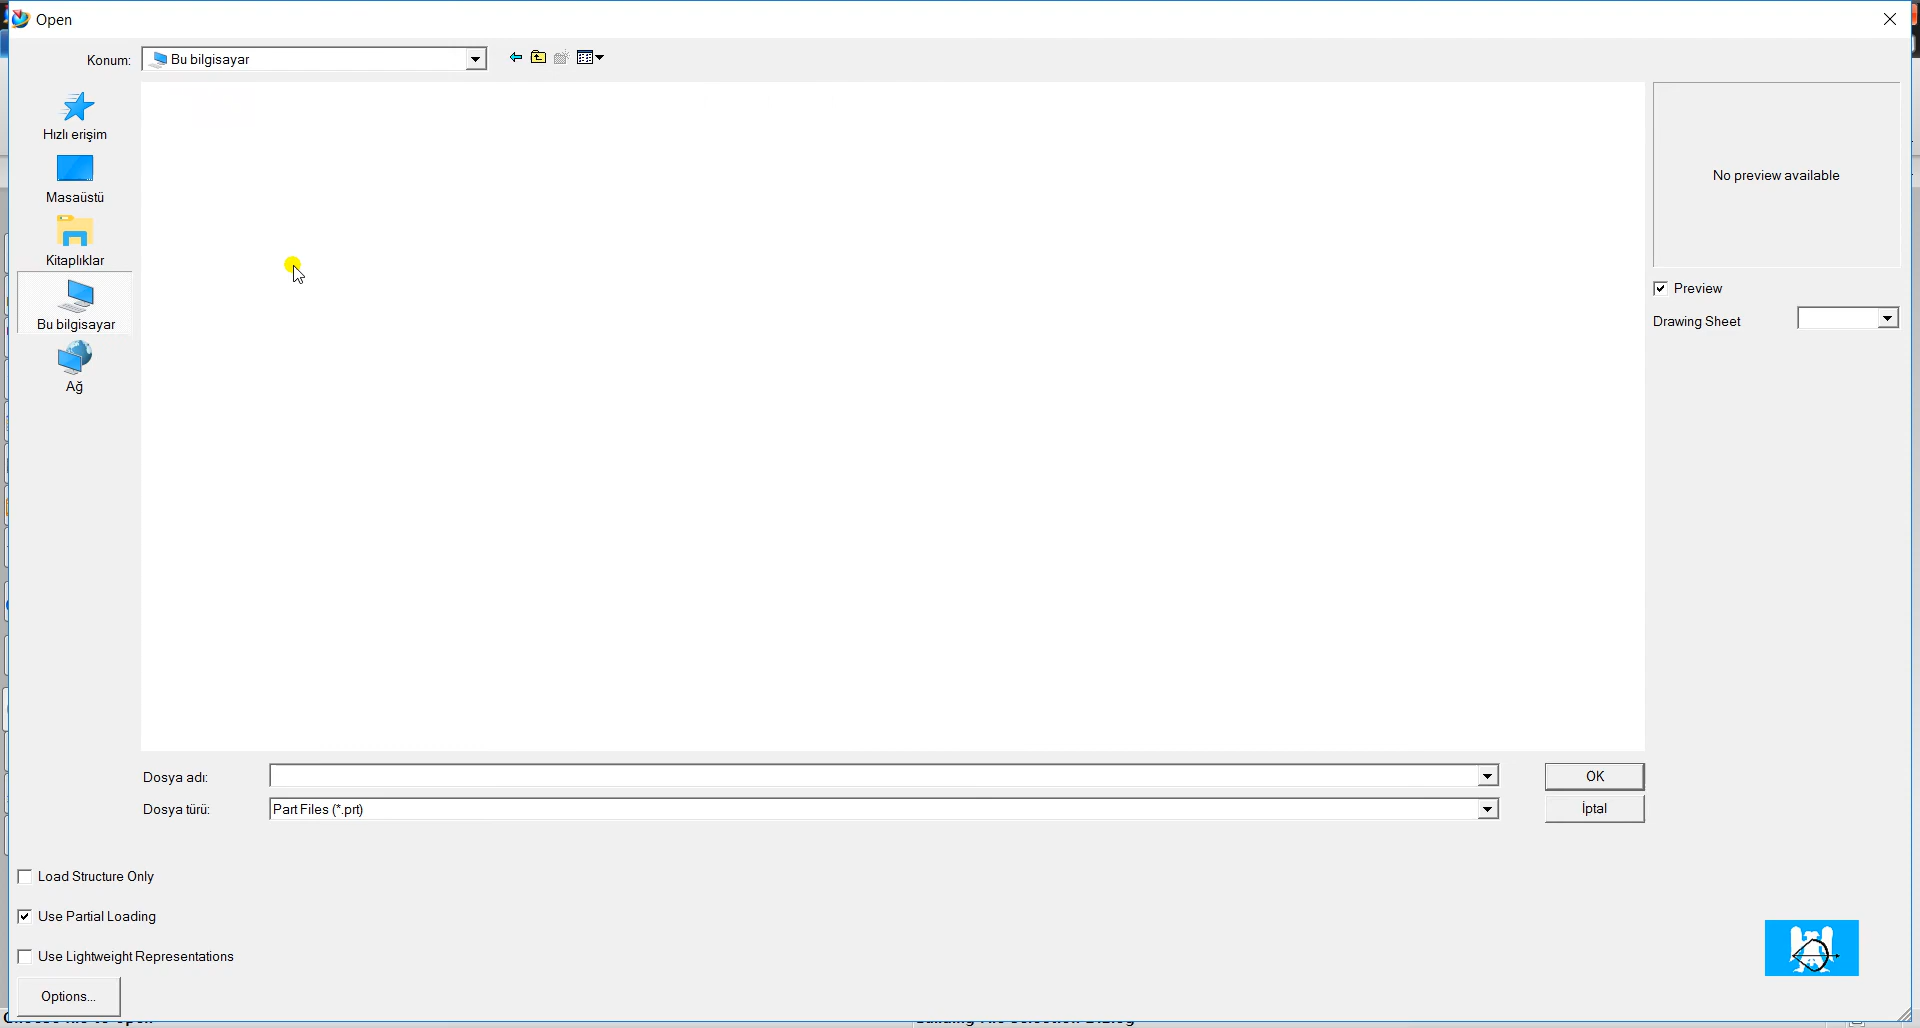 Open
Konum:
Bu bilgisayar
Hızlı erişim
Masaüstü
Kitaplıklar
Bu bilgisayar
Ağ
No preview available
Preview
Drawing Sheet
Dosya adı:
OK
Dosya türü:
Part Files (*.prt)
İptal
Load Structure Only
Use Partial Loading
Use Lightweight Representations
Options...